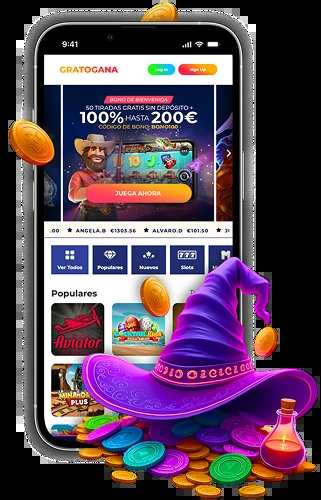 9:41
GRATOGANA
Log In
Sign Up
BONO DE BIENVENIDA
50 TIRADAS GRATIS SIN DEPÓSITO +
100% HASTA 200€
CÓDIGO DE BONO: BONO100
JUEGA AHORA
.00 ★ ANGELA.B €1303.56 ★ ALVARO.D €101.50 ★
Ver Todos
Populares
Nuevos
Slots
Populares
Aviator
PLUS